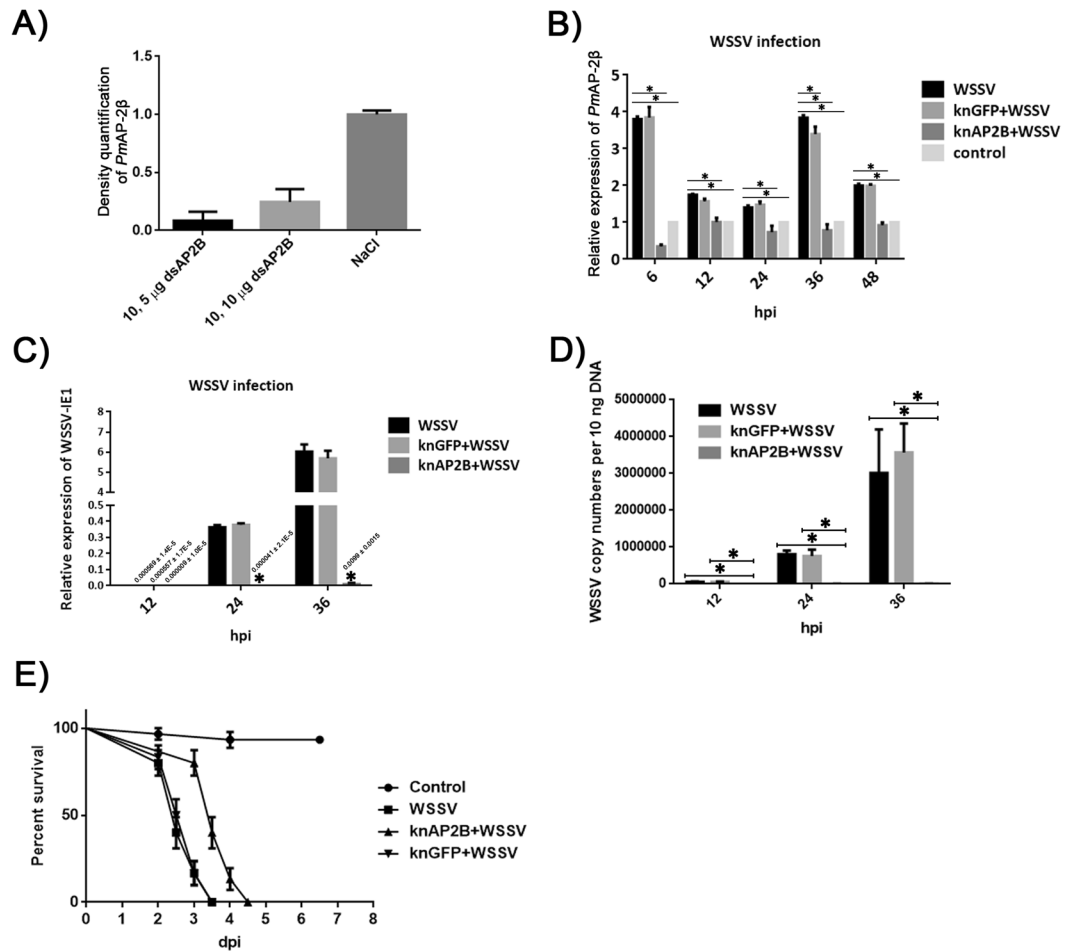 A)
Density quantification
of PmAP-2β
1.5
1.0
0.5
0.0
10, 5 µg dsAP2B
10, 10 µg dsAP2B
NaCl
B)
WSSV infection
Relative expression of PmAP-2β
5
4
3
2
1
0
* * * * * * * * * * *
6 12 24 36 48
hpi
WSSV
knGFP+WSSV
knAP2B+WSSV
control
C)
WSSV infection
Relative expression of WSSV-IE1
8
7
6
5
4
0.5
0.4
0.3
0.2
0.1
0.0
0.000569 ± 1.4E-5
0.000557 ± 1.7E-5
0.000009 ± 1.0E-5
0.000041 ± 2.1E-5
0.0099 ± 0.0015
* *
12 24 36
hpi
WSSV
knGFP+WSSV
knAP2B+WSSV
D)
WSSV copy numbers per 10 ng DNA
5000000
4000000
3000000
2000000
1000000
0
* * * * * *
12 24 36
hpi
WSSV
knGFP+WSSV
knAP2B+WSSV
E)
Percent survival
100
50
0
0 1 2 3 4 5 6 7 8
dpi
Control
WSSV
knAP2B+WSSV
knGFP+WSSV